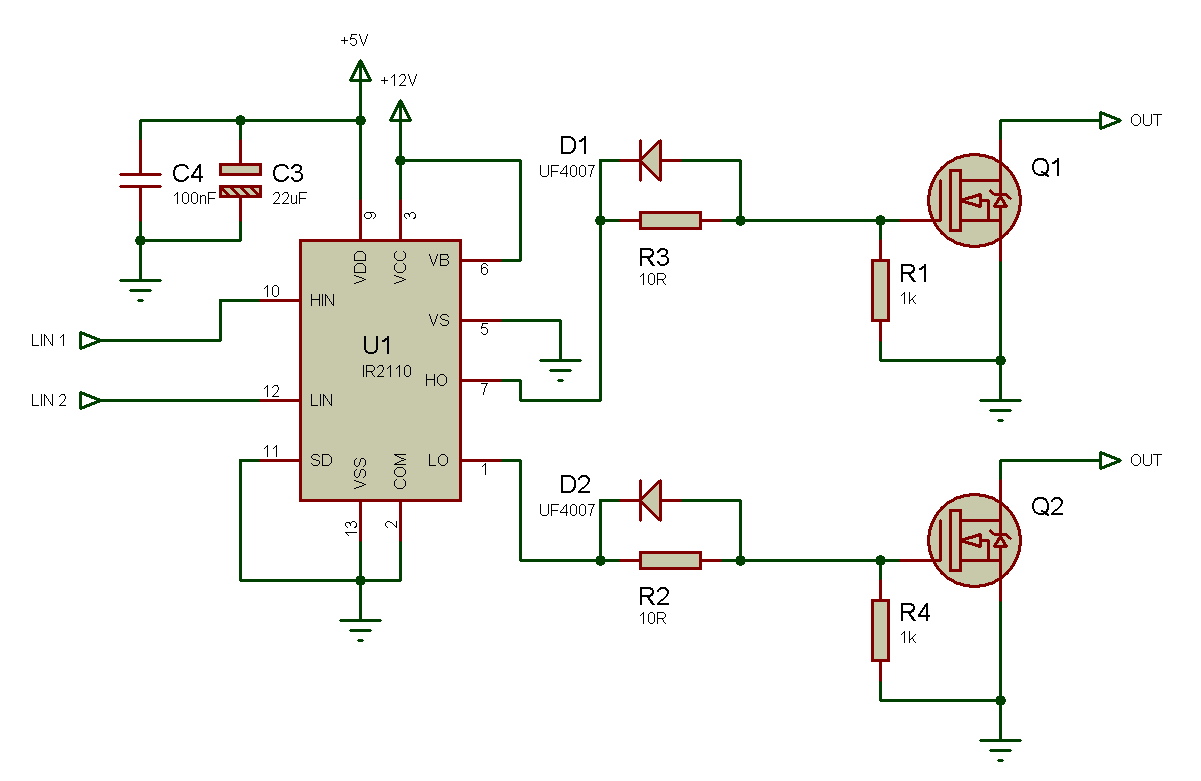 +5V
+12V
C4
100nF
C3
22uF
D1
UF4007
OUT
Q1
9
3
VDD
VCC
VB
6
R3
10R
R1
1k
10
HIN
LIN 1
VS
5
U1
IR2110
HO
7
LIN 2
12
LIN
11
SD
VSS
COM
LO
1
OUT
D2
UF4007
Q2
13
2
R2
10R
R4
1k